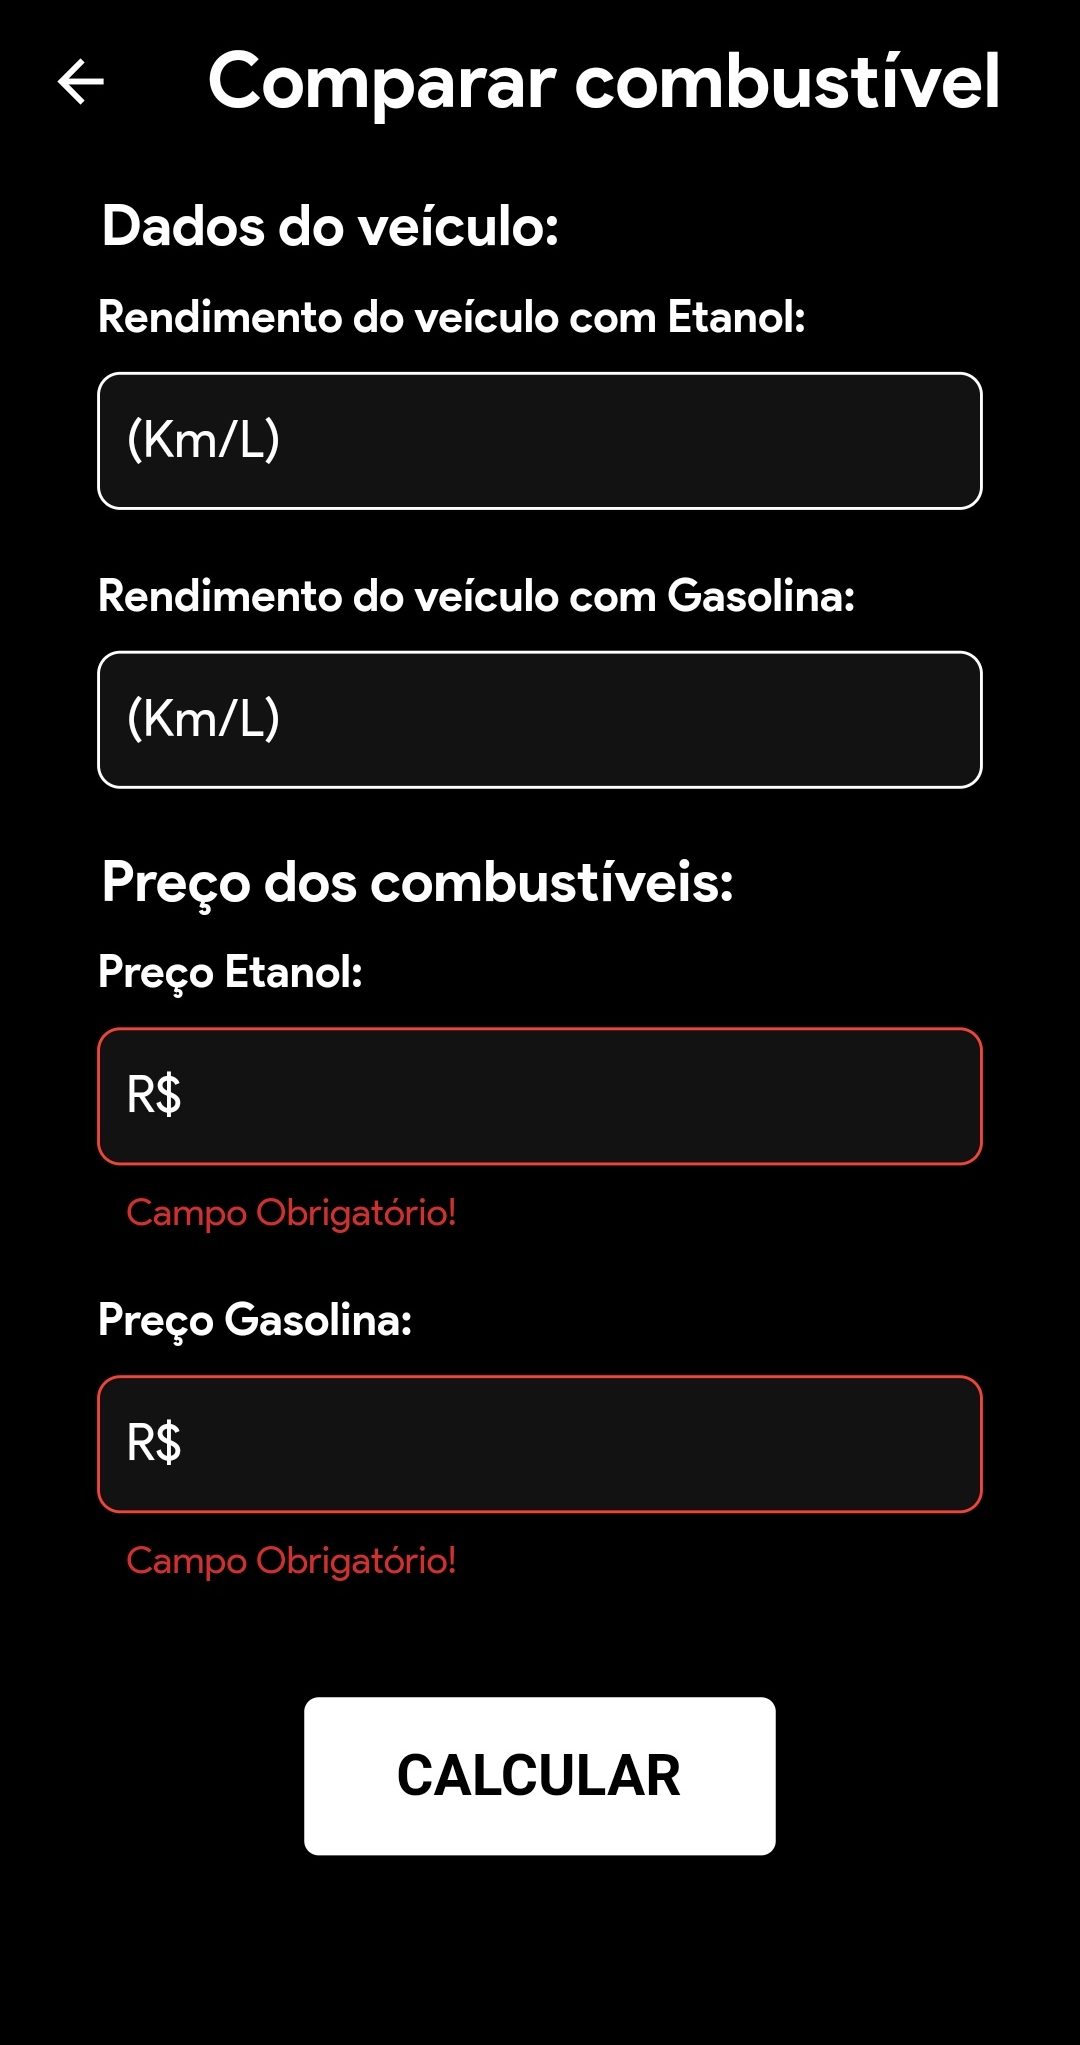 Comparar combustível
Dados do veículo:
Rendimento do veículo com Etanol:
(Km/L)
Rendimento do veículo com Gasolina:
(Km/L)
Preço dos combustíveis:
Preço Etanol:
R$
Campo Obrigatório!
Preço Gasolina:
R$
Campo Obrigatório!
CALCULAR